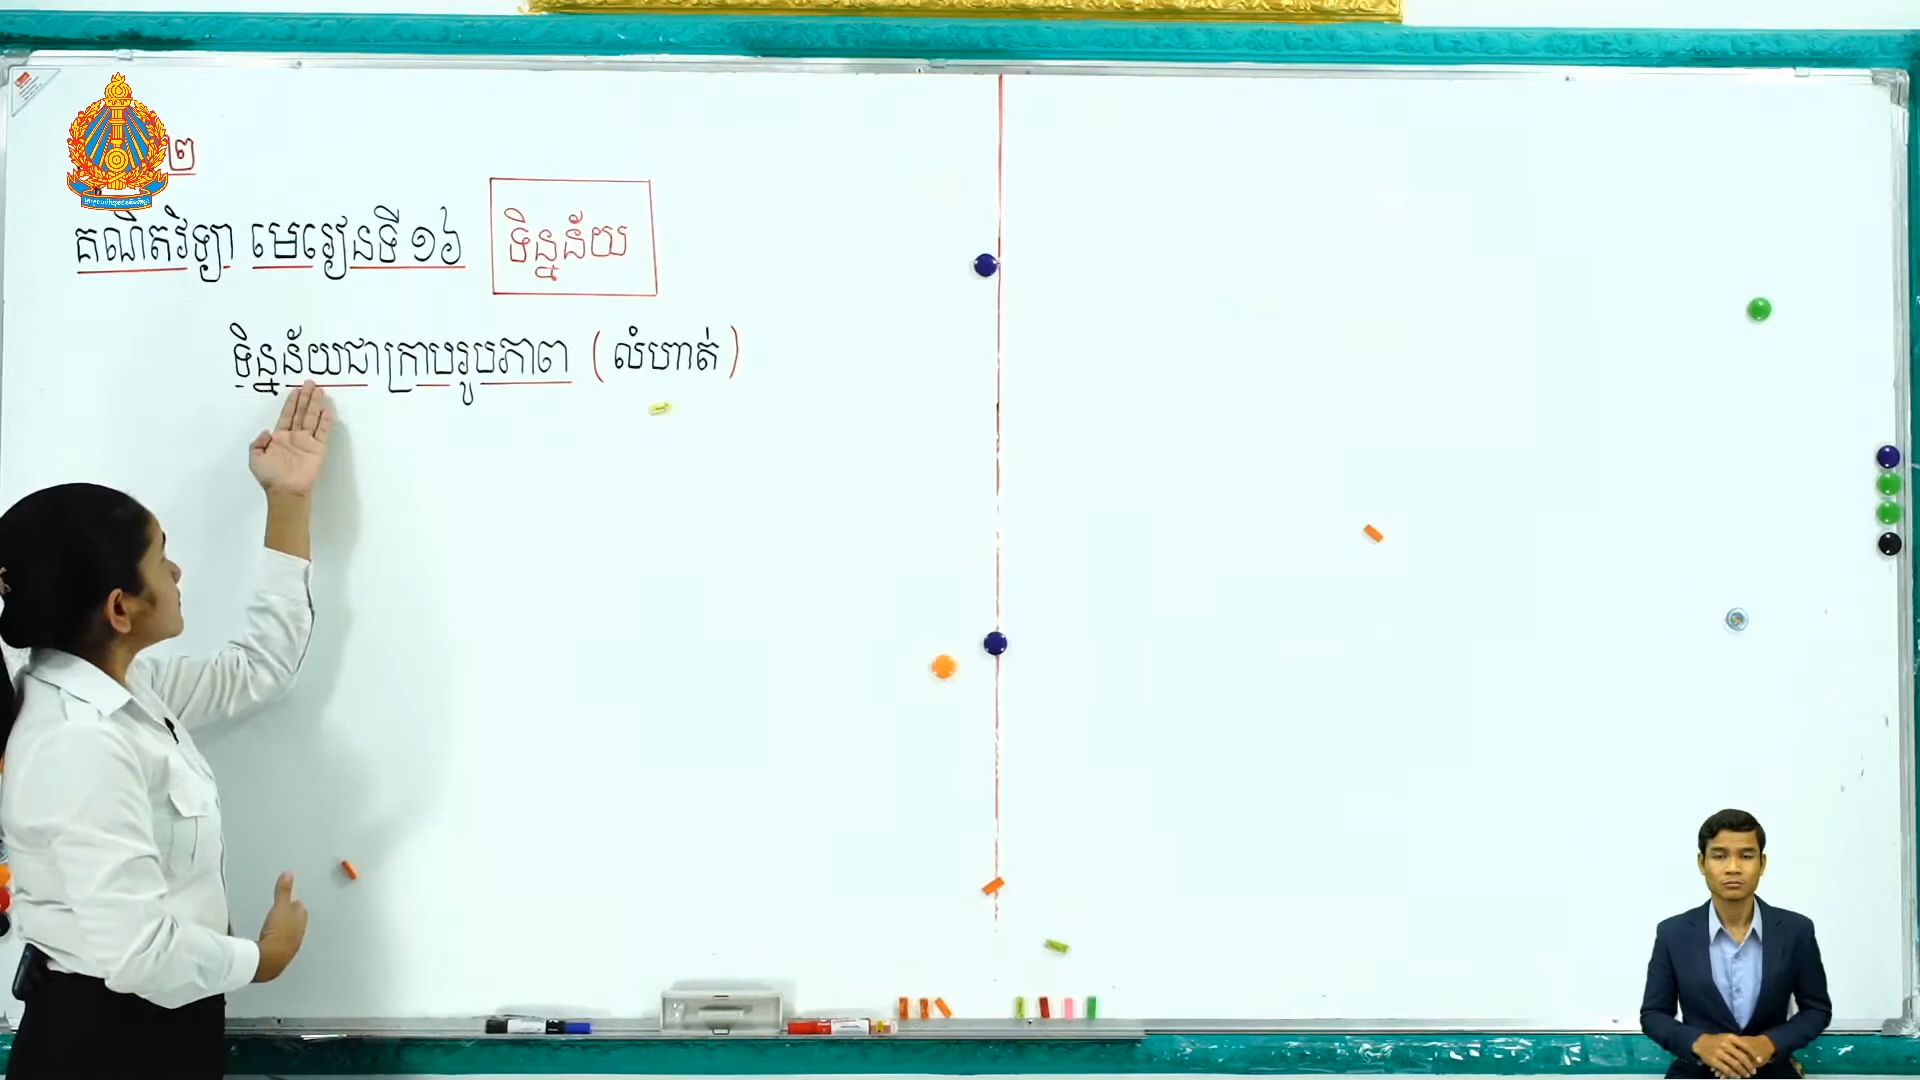 ២
គណិតវិទ្យា មេរៀនទី ១៦ ទិន្នន័យ
ទិន្នន័យជាក្រាបរូបភាព (លំហាត់)